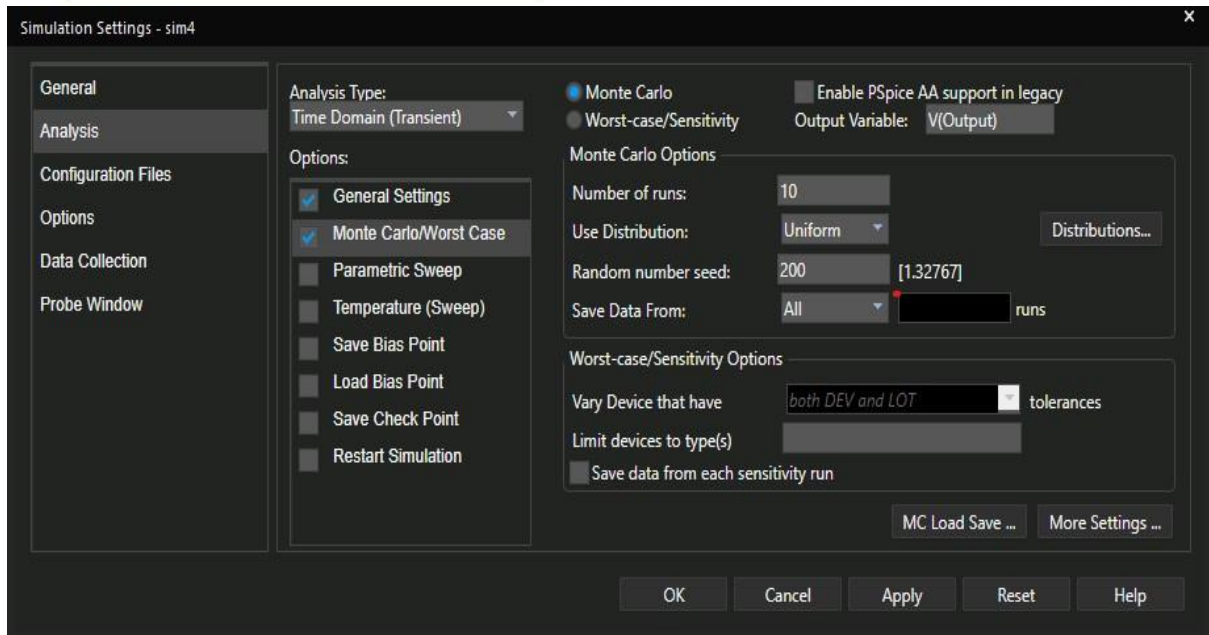 Simulation Settings - sim4
x
General
Analysis
Configuration Files
Options
Data Collection
Probe Window
Analysis Type:
Time Domain (Transient)
Options:
General Settings
Monte Carlo/Worst Case
Parametric Sweep
Temperature (Sweep)
Save Bias Point
Load Bias Point
Save Check Point
Restart Simulation
Monte Carlo
Enable PSpice AA support in legacy
Worst-case/Sensitivity
Output Variable: V(Output)
Monte Carlo Options
Number of runs: 10
Use Distribution: Uniform Distributions...
Random number seed: 200 [1.32767]
Save Data From: All runs
Worst-case/Sensitivity Options
Vary Device that have both DEV and LOT tolerances
Limit devices to type(s)
Save data from each sensitivity run
MC Load Save ... More Settings ...
OK Cancel Apply Reset Help